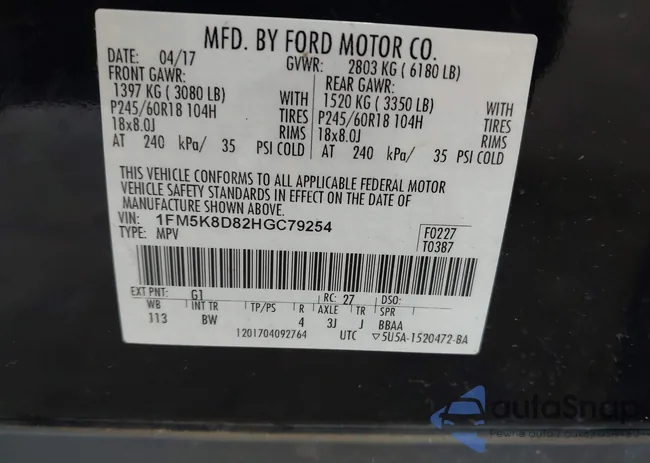 MFD. BY FORD MOTOR CO.
DATE: 04/17 GVWR: 2803 KG ( 6180 LB)
FRONT GAWR: REAR GAWR:
1397 KG ( 3080 LB) WITH 1520 KG ( 3350 LB) WITH
P245/60R18 104H TIRES P245/60R18 104H TIRES
18x8.0J RIMS 18x8.0J RIMS
AT 240 kPa/ 35 PSI COLD AT 240 kPa/ 35 PSI COLD
THIS VEHICLE CONFORMS TO ALL APPLICABLE FEDERAL MOTOR
VEHICLE SAFETY STANDARDS IN EFFECT ON THE DATE OF
MANUFACTURE SHOWN ABOVE.
VIN: 1FM5K8D82HGC79254 F0227
TYPE: MPV T0387
EXT PNT: G1 RC: 27 DSO:
WB INT TR TP/PS R AXLE TR SPR
113 BW 4 3J J BBAA
1201704092764 UTC ▽5U5A-1520472-BA
autoSnap